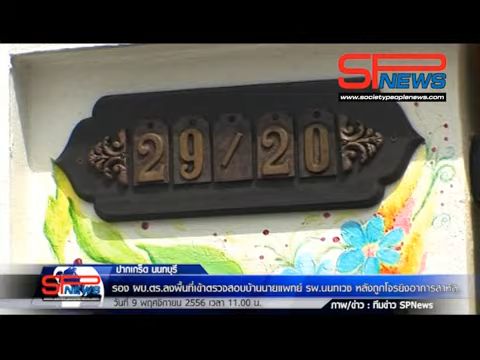 SP NEWS
www.societypeoplenews.com
29/20
ปากเกร็ด นนทบุรี
SP NEWS
รอง ผบ.ตร.ลงพื้นที่เข้าตรวจสอบบ้านนายแพทย์ รพ.นนทเวช หลังถูกโจรยิงอาการสาหัส
วันที่ 9 พฤศจิกายน 2556 เวลา 11.00 น.
ภาพ/ข่าว : ทีมข่าว SPNews